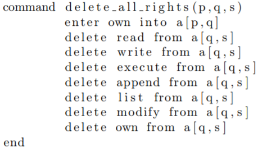 command delete_all_rights(p,q,s)
enter own into a[p,q]
delete read from a[q,s]
delete write from a[q,s]
delete execute from a[q,s]
delete append from a[q,s]
delete list from a[q,s]
delete modify from a[q,s]
delete own from a[q,s]
end